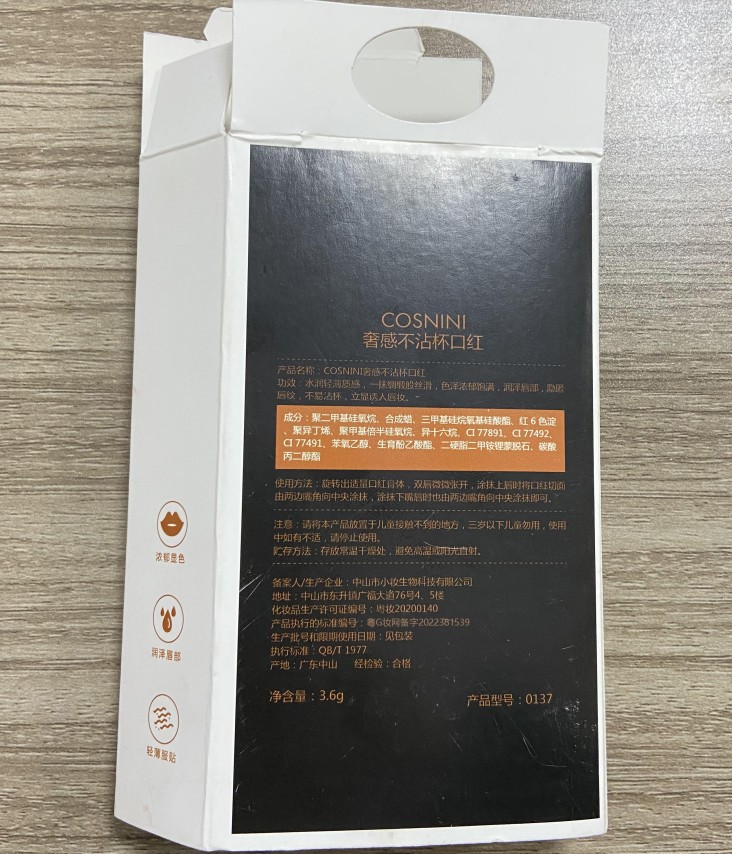 COSNINI
奢感不沾杯口红
产品名称：COSNINI奢感不沾杯口红
功效：水润轻薄质感，一抹绸缎般丝滑，色泽浓郁饱满，润泽唇部，隐匿
唇纹，不易沾杯，立显诱人唇妆。
成分：聚二甲基硅氧烷、合成蜡、三甲基硅烷氧基硅酸酯、红 6 色淀
、聚异丁烯、聚甲基倍半硅氧烷、异十六烷、CI 77891、CI 77492、
CI 77491、苯氧乙醇、生育酚乙酸酯、二硬脂二甲铵锂蒙脱石、碳酸
丙二醇酯
使用方法：旋转出适量口红膏体，双唇微微张开，涂抹上唇时将口红切面
由两边嘴角向中央涂抹，涂抹下嘴唇时也由两边嘴角向中央涂抹即可。
注意：请将本产品放置于儿童接触不到的地方，三岁以下儿童勿用，使用
中如有不适，请停止使用。
贮存方法：存放常温干燥处，避免高温或阳光直射。
备案人/生产企业：中山市小妆生物科技有限公司
地址：中山市东升镇广福大道76号4、5楼
化妆品生产许可证编号：粤妆20200140
产品执行的标准编号：粤G妆网备字2022381539
生产批号和限期使用日期：见包装
执行标准：QB/T 1977
产地：广东中山 经检验：合格
净含量：3.6g 产品型号：0137
浓郁显色
润泽唇部
轻薄服贴